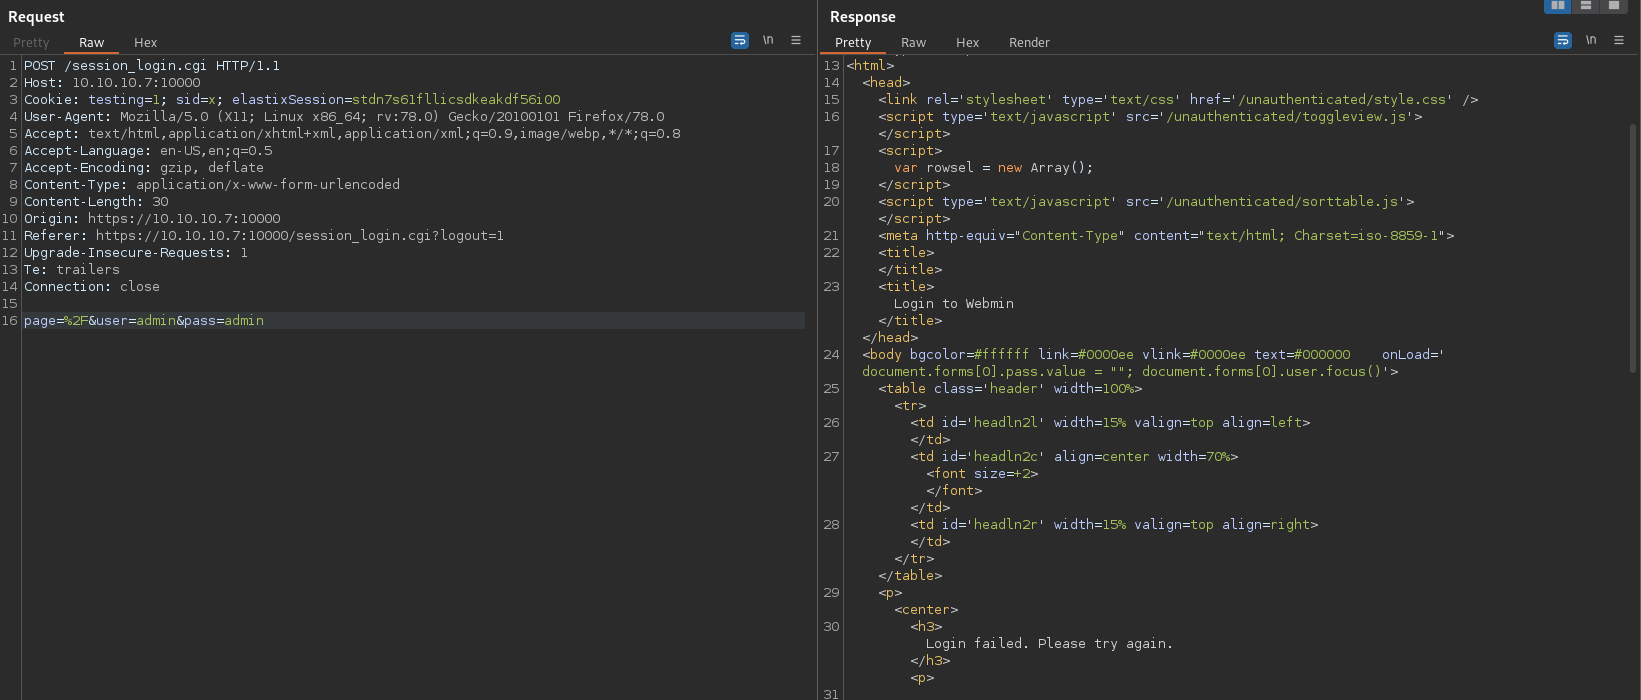 Request
Pretty Raw Hex
\n
1 POST /session_login.cgi HTTP/1.1
2 Host: 10.10.10.7:10000
3 Cookie: testing=1; sid=x; elastixSession=stdn7s61fllicsdkeakdf56i00
4 User-Agent: Mozilla/5.0 (X11; Linux x86_64; rv:78.0) Gecko/20100101 Firefox/78.0
5 Accept: text/html,application/xhtml+xml,application/xml;q=0.9,image/webp,*/*;q=0.8
6 Accept-Language: en-US,en;q=0.5
7 Accept-Encoding: gzip, deflate
8 Content-Type: application/x-www-form-urlencoded
9 Content-Length: 30
10 Origin: https://10.10.10.7:10000
11 Referer: https://10.10.10.7:10000/session_login.cgi?logout=1
12 Upgrade-Insecure-Requests: 1
13 Te: trailers
14 Connection: close
15
16 page=%2F&user=admin&pass=admin
Response
Pretty Raw Hex Render
\n
13 <html>
14 <head>
15 <link rel='stylesheet' type='text/css' href='/unauthenticated/style.css' />
16 <script type='text/javascript' src='/unauthenticated/toggleview.js'>
</script>
17 <script>
18 var rowsel = new Array();
19 </script>
20 <script type='text/javascript' src='/unauthenticated/sorttable.js'>
</script>
21 <meta http-equiv="Content-Type" content="text/html; Charset=iso-8859-1">
22 <title>
</title>
23 <title>
Login to Webmin
</title>
</head>
24 <body bgcolor=#ffffff link=#0000ee vlink=#0000ee text=#000000 onLoad='
document.forms[0].pass.value = ""; document.forms[0].user.focus()'>
25 <table class='header' width=100%>
<tr>
26 <td id='headln2l' width=15% valign=top align=left>
</td>
27 <td id='headln2c' align=center width=70%>
<font size=+2>
</font>
</td>
28 <td id='headln2r' width=15% valign=top align=right>
</td>
</tr>
</table>
29 <p>
<center>
30 <h3>
Login failed. Please try again.
</h3>
<p>
31